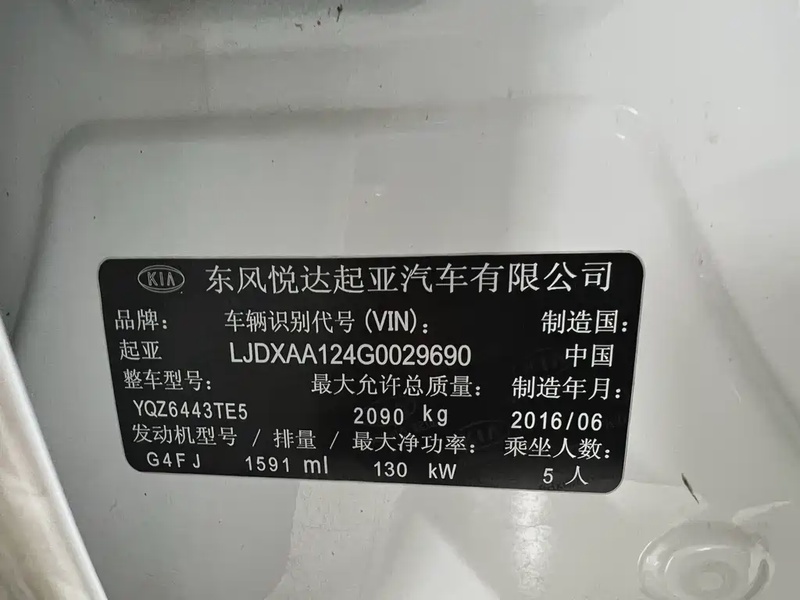 KIA 东风悦达起亚汽车有限公司
品牌: 车辆识别代号(VIN): 制造国:
起亚 LJDXAA124G0029690 中国
整车型号: 最大允许总质量: 制造年月:
YQZ6443TE5 2090 kg 2016/06
发动机型号 / 排量 / 最大净功率: 乘坐人数:
G4FJ 1591 ml 130 kW 5 人